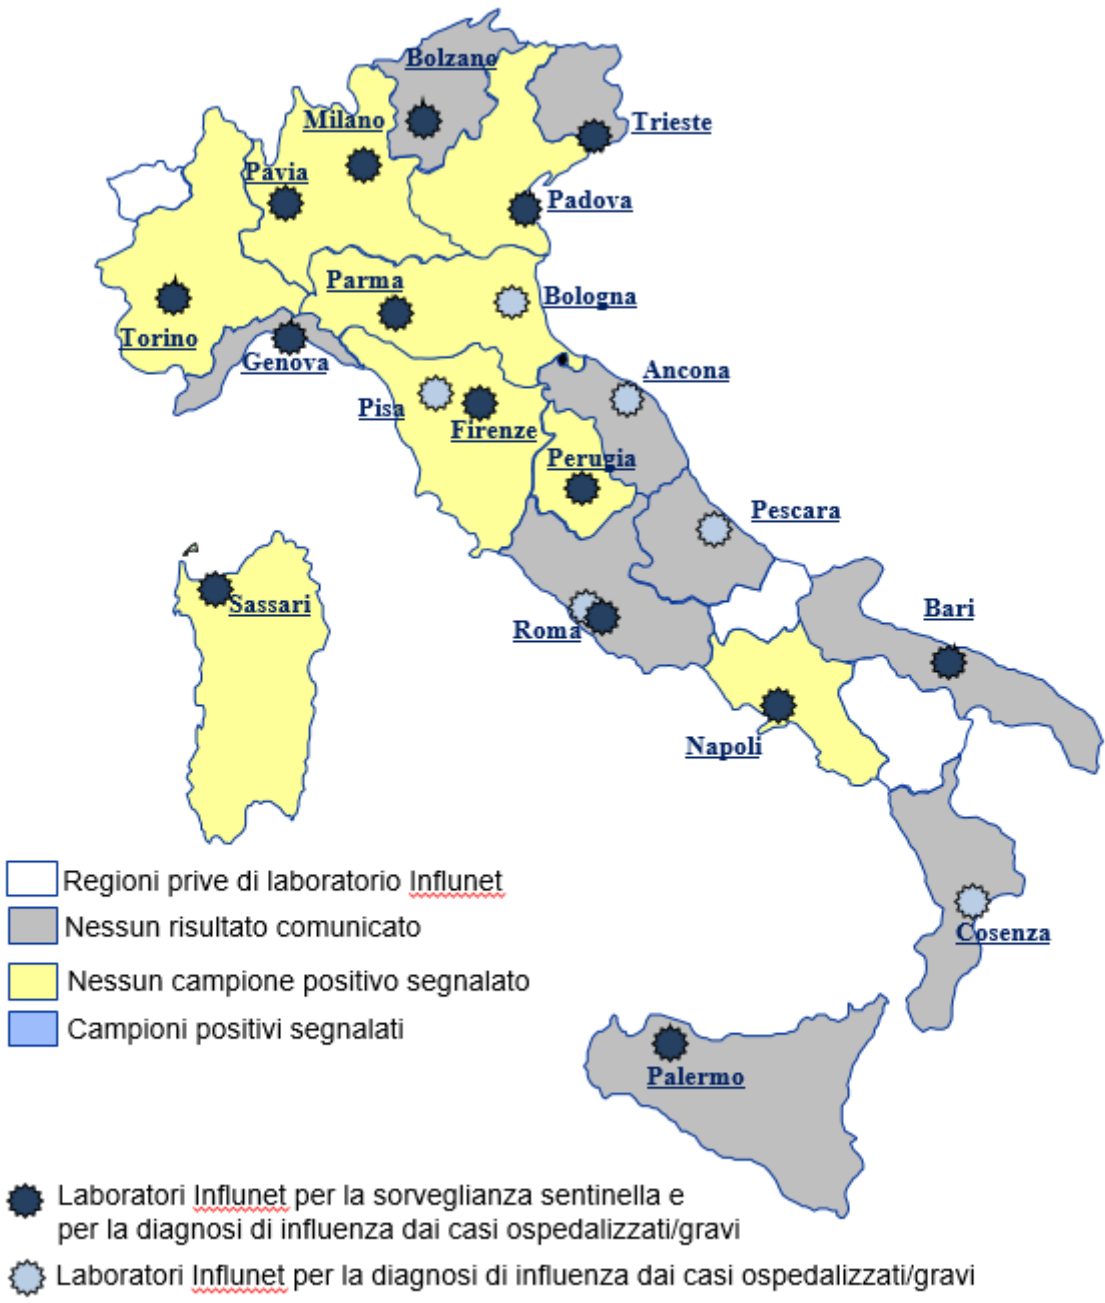 Bolzano
Milano
Trieste
Pavia
Padova
Parma
Bologna
Torino
Genova
Ancona
Pisa
Firenze
Perugia
Pescara
Sassari
Roma
Bari
Napoli
Regioni prive di laboratorio Influnet
Nessun risultato comunicato
Cosenza
Nessun campione positivo segnalato
Campioni positivi segnalati
Palermo
Laboratori Influnet per la sorveglianza sentinella e
per la diagnosi di influenza dai casi ospedalizzati/gravi
Laboratori Influnet per la diagnosi di influenza dai casi ospedalizzati/gravi